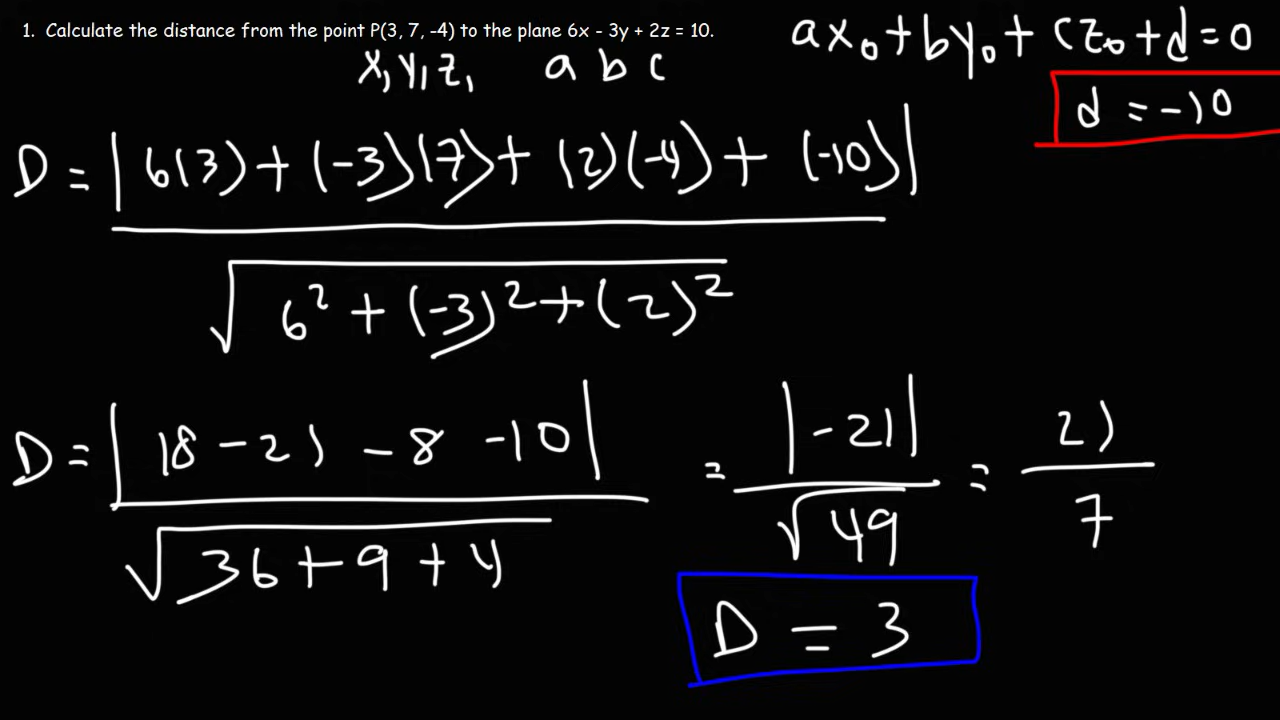 1. Calculate the distance from the point P(3, 7, -4) to the plane 6x - 3y + 2z = 10.
ax₀ + by₀ + cz₀ + d = 0
x₁ y₁ z₁ a b c
d = -10
D = |6(3) + (-3)(7) + (2)(-4) + (-10)|
√6² + (-3)² + (2)²
D = |18 - 21 - 8 - 10| = |-21| = 21
√36 + 9 + 4 √49 7
D = 3